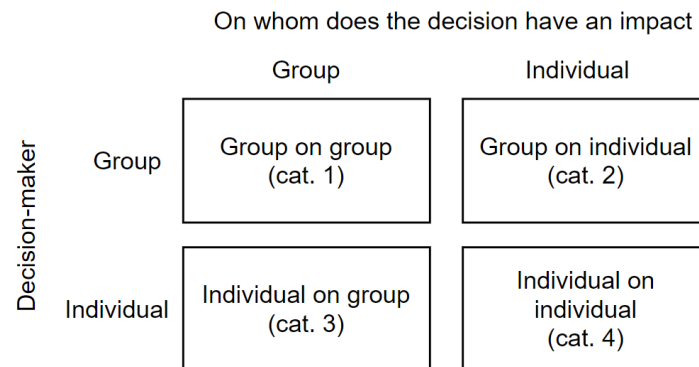 On whom does the decision have an impact
Group
Individual
Decision-maker
Group
Group on group
(cat. 1)
Group on individual
(cat. 2)
Individual
Individual on group
(cat. 3)
Individual on
individual
(cat. 4)